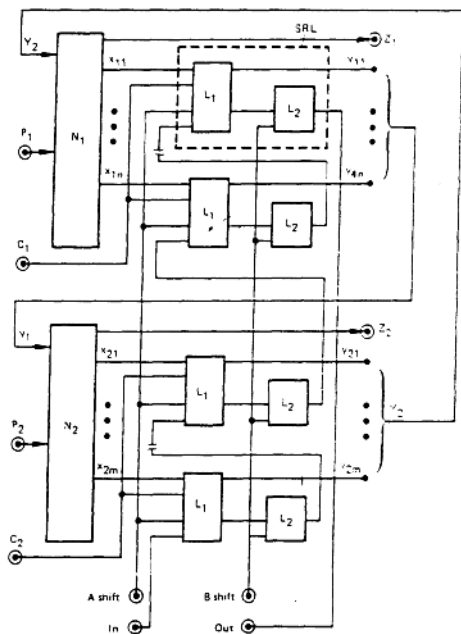 SRL
Y2
Z1
X11
Y11
L1
L2
P1
N1
X1n
Y4n
L1
L2
C1
Y1
Z2
X21
Y21
L1
L2
P2
N2
Y2
X2m
Y2m
L1
L2
C2
A shift
B shift
In
Out